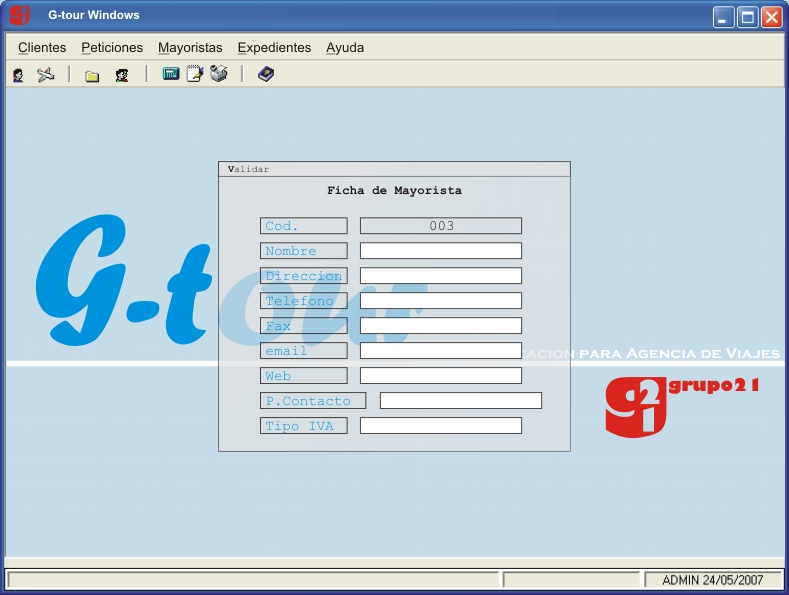 G-tour Windows
Clientes Peticiones Mayoristas Expedientes Ayuda
Validar
Ficha de Mayorista
Cod. 003
Nombre
Direccion
Telefono
Fax
email
Web
P.Contacto
Tipo IVA
G-tour
PARA AGENCIA DE VIAJES
g21 grupo21
ADMIN 24/05/2007